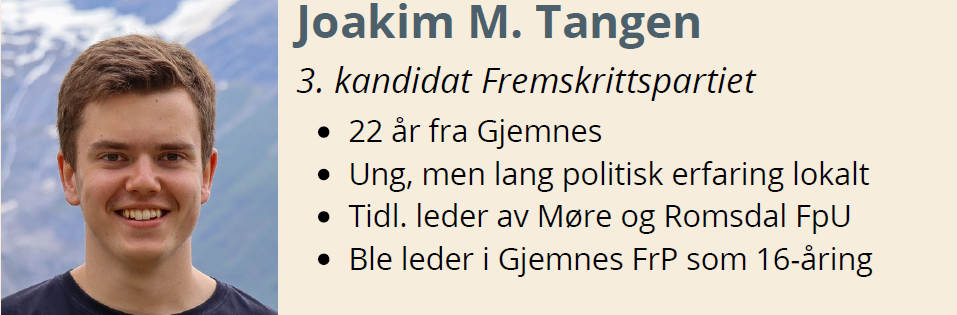 Joakim M. Tangen
3. kandidat Fremskrittspartiet
• 22 år fra Gjemnes
• Ung, men lang politisk erfaring lokalt
• Tidl. leder av Møre og Romsdal FpU
• Ble leder i Gjemnes FrP som 16-åring